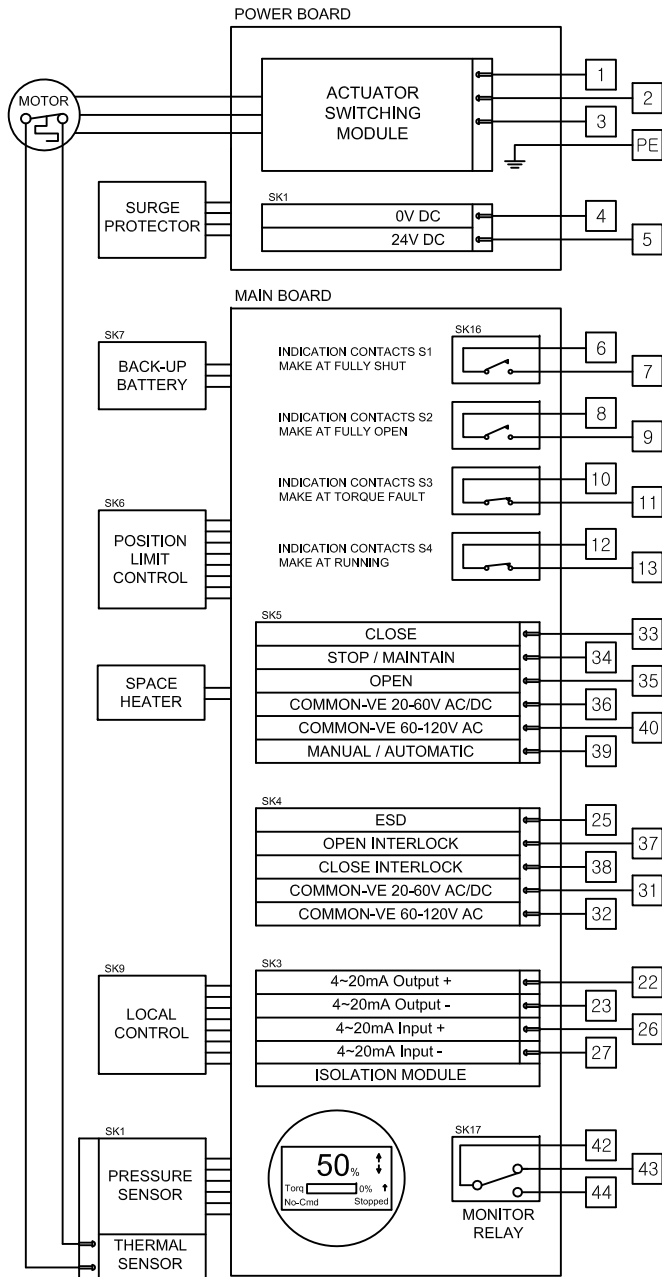 POWER BOARD
MOTOR
ACTUATOR
SWITCHING
MODULE
1
2
3
PE
SURGE
PROTECTOR
SK1
0V DC
24V DC
4
5
MAIN BOARD
SK7
BACK-UP
BATTERY
SK16
INDICATION CONTACTS S1
MAKE AT FULLY SHUT
6
7
INDICATION CONTACTS S2
MAKE AT FULLY OPEN
8
9
INDICATION CONTACTS S3
MAKE AT TORQUE FAULT
10
11
INDICATION CONTACTS S4
MAKE AT RUNNING
12
13
SK6
POSITION
LIMIT
CONTROL
SPACE
HEATER
SK5
CLOSE 33
STOP / MAINTAIN 34
OPEN 35
COMMON-VE 20-60V AC/DC 36
COMMON-VE 60-120V AC 40
MANUAL / AUTOMATIC 39
SK4
ESD 25
OPEN INTERLOCK 37
CLOSE INTERLOCK 38
COMMON-VE 20-60V AC/DC 31
COMMON-VE 60-120V AC 32
SK9
LOCAL
CONTROL
SK3
4~20mA Output + 22
4~20mA Output - 23
4~20mA Input + 26
4~20mA Input - 27
ISOLATION MODULE
SK1
PRESSURE
SENSOR
THERMAL
SENSOR
50%
Torq 0%
No-Cmd Stopped
SK17
42
43
44
MONITOR
RELAY